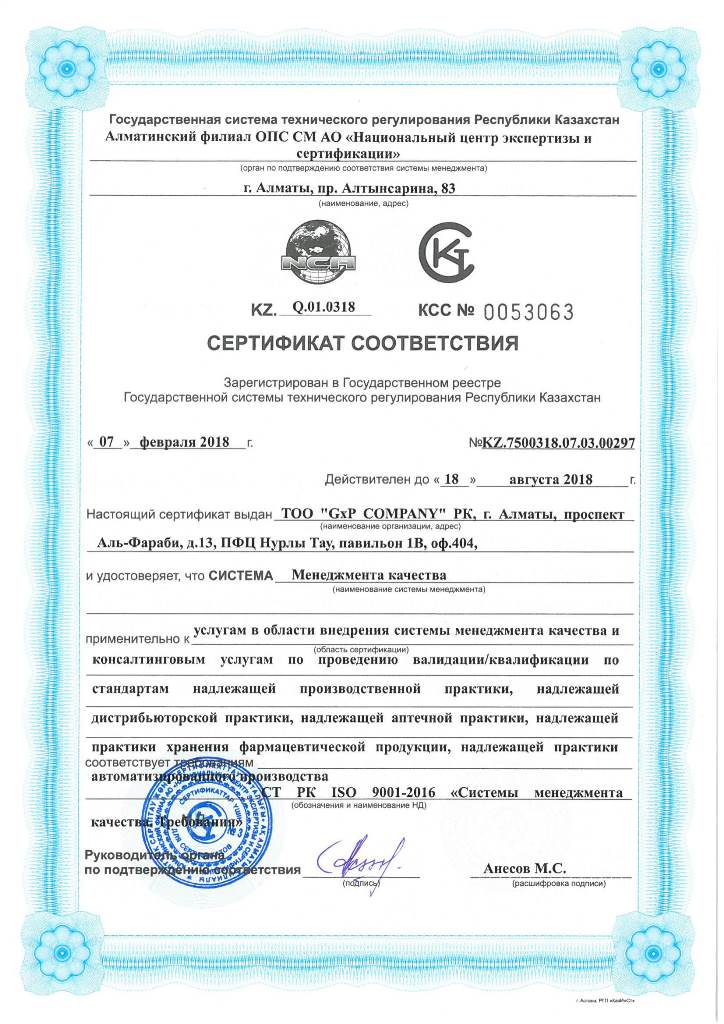 Государственная система технического регулирования Республики Казахстан
Алматинский филиал ОПС СМ АО «Национальный центр экспертизы и
сертификации»
(орган по подтверждению соответствия системы менеджмента)
г. Алматы, пр. Алтынсарина, 83
(наименование, адрес)
NCH
KZ. Q.01.0318 КСС № 0053063
СЕРТИФИКАТ СООТВЕТСТВИЯ
Зарегистрирован в Государственном реестре
Государственной системы технического регулирования Республики Казахстан
« 07 » февраля 2018 г. №KZ.7500318.07.03.00297
Действителен до « 18 » августа 2018 г.
Настоящий сертификат выдан ТОО "GxP COMPANY" РК, г. Алматы, проспект
(наименование организации, адрес)
Аль-Фараби, д.13, ПФЦ Нурлы Тау, павильон 1В, оф.404,
и удостоверяет, что СИСТЕМА Менеджмента качества
(наименование системы менеджмента)
применительно к услугам в области внедрения системы менеджмента качества и
(область сертификации)
консалтинговым услугам по проведению валидации/квалификации по
стандартам надлежащей производственной практики, надлежащей
дистрибьюторской практики, надлежащей аптечной практики, надлежащей
практики хранения фармацевтической продукции, надлежащей практики
соответствует требованиям
автоматизированного производства
СТ РК ISO 9001-2016 «Системы менеджмента
(обозначения и наименование НД)
качества. Требования»
Руководитель органа
по подтверждению соответствия Анесов М.С.
(подпись) (расшифровка подписи)
ДЛЯ СЕРТИФИКАТОВ
№ 3
г. Астана, РГП «КазИнСт»